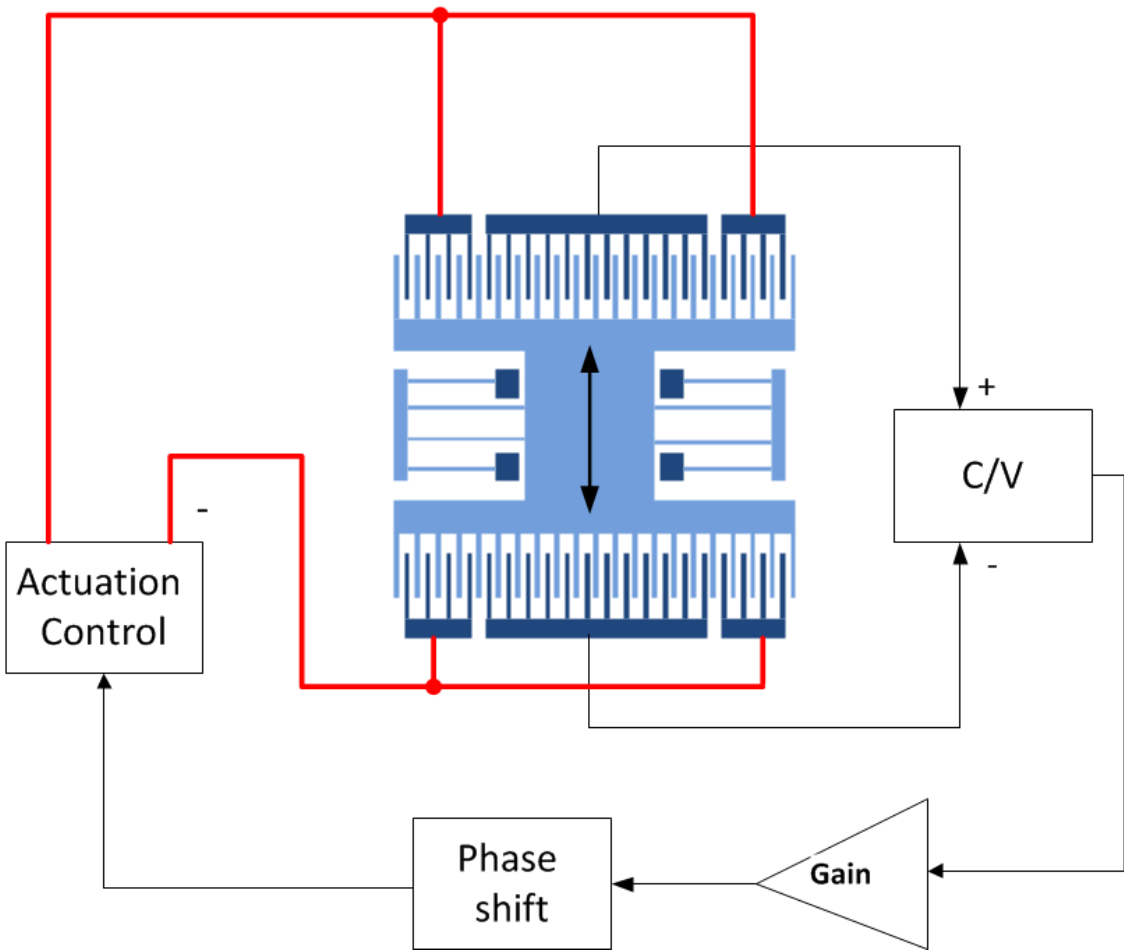 +
C/V
-
-
Actuation
Control
Phase
shift
Gain